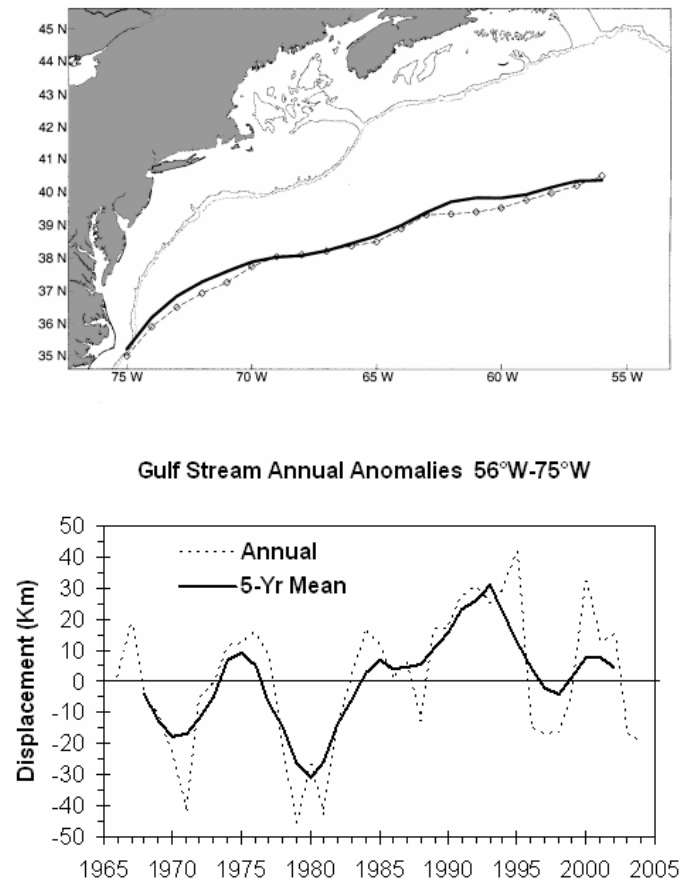 45 N
44 N
43 N
42 N
41 N
40 N
39 N
38 N
37 N
36 N
35 N
75 W 70 W 65 W 60 W 55 W
Gulf Stream Annual Anomalies 56°W-75°W
Displacement (Km)
50
40
30
20
10
0
-10
-20
-30
-40
-50
Annual
5-Yr Mean
1965 1970 1975 1980 1985 1990 1995 2000 2005